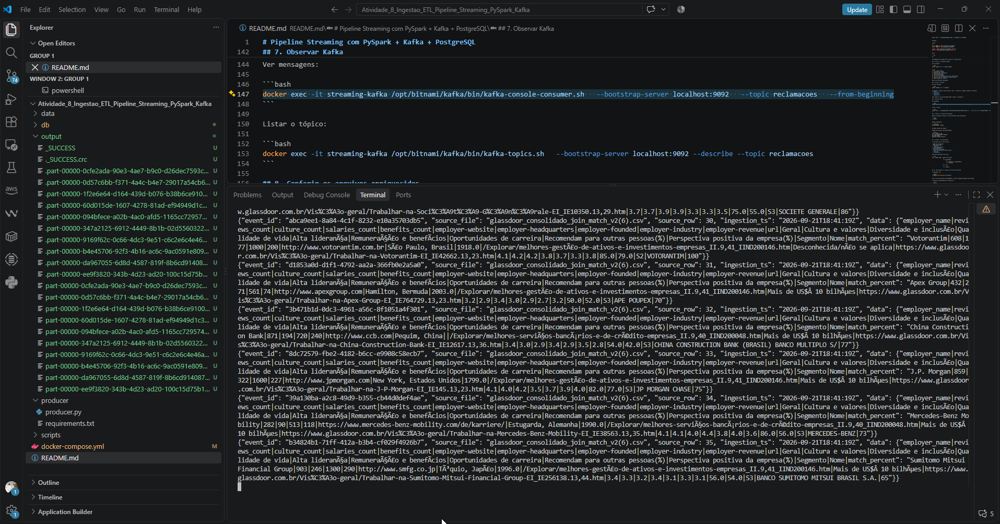 File Edit Selection View Go Run Terminal Help
Atividade_8_Ingestao_ETL_Pipeline_Streaming_PySpark_Kafka
Update
Explorer
Open Editors
GROUP 1
README.md
WINDOW 2: GROUP 1
powershell
Atividade_8_Ingestao_ETL_Pipeline_Streaming_PySpark_Kafka
data
db
output
_SUCCESS U
._SUCCESS.crc U
.part-00000-0cfe2ada-90e3-4ae7-b9c0-d26dec7593c... U
.part-00000-0d57c6bb-f371-4a4c-b4e7-29017a54cb6... U
.part-00000-1f2e6e64-d164-439d-b076-b38b6ce910... U
.part-00000-60d015de-1607-4278-81ad-ef94949d1c... U
.part-00000-094bfece-a02b-4ac0-afd5-1165cc72957... U
.part-00000-347a2125-6912-4449-8b1b-02d5560322... U
.part-00000-9169f62c-0c66-4dc3-9e51-c6c2e6c4e46... U
.part-00000-b4e45706-92f3-4b16-ac6c-9ac0591e809... U
.part-00000-da967055-6d8d-4587-819f-8b6cd91408... U
.part-00000-ee9f3820-343b-4d23-ad20-100c15d75b... U
part-00000-0cfe2ada-90e3-4ae7-b9c0-d26dec7593c... U
part-00000-0d57c6bb-f371-4a4c-b4e7-29017a54cb6... U
part-00000-1f2e6e64-d164-439d-b076-b38b6ce9100... U
part-00000-60d015de-1607-4278-81ad-ef94949d1c3... U
part-00000-094bfece-a02b-4ac0-afd5-1165cc729574... U
part-00000-347a2125-6912-4449-8b1b-02d5560322... U
part-00000-9169f62c-0c66-4dc3-9e51-c6c2e6c4e46a... U
part-00000-b4e45706-92f3-4b16-ac6c-9ac0591e809... U
part-00000-da967055-6d8d-4587-819f-8b6cd914087... U
part-00000-ee9f3820-343b-4d23-ad20-100c15d75b1... U
producer
producer.py
requirements.txt
scripts
docker-compose.yml M
README.md
Outline
Timeline
Application Builder
74
aws
1
1
README.md README.md\ abc # Pipeline Streaming com PySpark + Kafka + PostgreSQL\ abc ## 7. Observar Kafka
1 # Pipeline Streaming com PySpark + Kafka + PostgreSQL
142 ## 7. Observar Kafka
144 Ver mensagens:
145
146 ```bash
147 docker exec -it streaming-kafka /opt/bitnami/kafka/bin/kafka-console-consumer.sh --bootstrap-server localhost:9092 --topic reclamacoes --from-beginning
148 ```
149
150 Listar o tópico:
151
152 ```bash
153 docker exec -it streaming-kafka /opt/bitnami/kafka/bin/kafka-topics.sh --bootstrap-server localhost:9092 --describe --topic reclamacoes
154 ```
155
156 ## 8. Conferir os arquivos enriquecidos
Problems Output Debug Console Terminal Ports
w.glassdoor.com.br/Vis%C3%A3o-geral/Trabalhar-na-Soci%C3%A9t%C3%A9-G%C3%A9n%C3%A9rale-EI_IE10350.13,29.htm|3.7|3.7|3.9|3.9|3.3|3.3|3.5|75.0|55.0|S3|SOCIETE GENERALE|86"}}
{"event_id": "abca9ee1-8a84-4c1f-8232-e10a35703db5", "source_file": "glassdoor_consolidado_join_match_v2(6).csv", "source_row": 30, "ingestion_ts": "2026-09-21T18:41:19Z", "data": {"employer_name|revi
ews_count|culture_count|salaries_count|benefits_count|employer-website|employer-headquarters|employer-founded|employer-industry|employer-revenue|url|Geral|Cultura e valores|Diversidade e inclusÃ£o|Qua
lidade de vida|Alta lideranÃ§a|RemuneraÃ§Ã£o e benefÃ­cios|Oportunidades de carreira|Recomendam para outras pessoas(%)|Perspectiva positiva da empresa(%)|Segmento|Nome|match_percent": "Votorantim|608|1
77|1000|200|http://www.votorantim.com.br|SÃ£o Paulo, Brasil|1918.0|/Explorar/melhores-gestÃ£o-de-ativos-e-investimentos-empresas_II.9,41_IIND200146.htm|Desconhecida/nÃ£o se aplica|https://www.glassdoo
r.com.br/Vis%C3%A3o-geral/Trabalhar-na-Votorantim-EI_IE42662.13,23.htm|4.1|4.2|4.2|3.8|3.7|3.3|3.8|85.0|79.0|S2|VOTORANTIM|100"}}
{"event_id": "d1853a0d-d1f1-4792-aa2a-366fb0e2a5a0", "source_file": "glassdoor_consolidado_join_match_v2(6).csv", "source_row": 31, "ingestion_ts": "2026-09-21T18:41:19Z", "data": {"employer_name|revi
ews_count|culture_count|salaries_count|benefits_count|employer-website|employer-headquarters|employer-founded|employer-industry|employer-revenue|url|Geral|Cultura e valores|Diversidade e inclusÃ£o|Qua
lidade de vida|Alta lideranÃ§a|RemuneraÃ§Ã£o e benefÃ­cios|Oportunidades de carreira|Recomendam para outras pessoas(%)|Perspectiva positiva da empresa(%)|Segmento|Nome|match_percent": "Apex Group|432|2
71|561|74|http://www.apexgroup.com|Hamilton, Bermuda|2003.0|/Explorar/melhores-gestÃ£o-de-ativos-e-investimentos-empresas_II.9,41_IIND200146.htm|Mais de US$Â 10 bilhÃµes|https://www.glassdoor.com.br/V
is%C3%A3o-geral/Trabalhar-na-Apex-Group-EI_IE764729.13,23.htm|3.2|2.9|3.4|3.0|2.9|2.7|3.2|50.0|52.0|S3|APE POUPEX|70"}}
{"event_id": "3b471b1d-0dc3-4961-a56c-8f1051a4f301", "source_file": "glassdoor_consolidado_join_match_v2(6).csv", "source_row": 32, "ingestion_ts": "2026-09-21T18:41:19Z", "data": {"employer_name|revi
ews_count|culture_count|salaries_count|benefits_count|employer-website|employer-headquarters|employer-founded|employer-industry|employer-revenue|url|Geral|Cultura e valores|Diversidade e inclusÃ£o|Qua
lidade de vida|Alta lideranÃ§a|RemuneraÃ§Ã£o e benefÃ­cios|Oportunidades de carreira|Recomendam para outras pessoas(%)|Perspectiva positiva da empresa(%)|Segmento|Nome|match_percent": "China Constructi
on Bank|871|194|720|240|http://www.ccb.com|Pequim, China||/Explorar/melhores-serviÃ§os-bancÃ¡rios-e-de-crÃ©dito-empresas_II.9,40_IIND200048.htm|Mais de US$Â 10 bilhÃµes|https://www.glassdoor.com.br/Vi
s%C3%A3o-geral/Trabalhar-na-China-Construction-Bank-EI_IE12617.13,36.htm|3.4|3.0|2.9|3.4|2.9|3.5|2.8|54.0|42.0|S3|CHINA CONSTRUCTION BANK (BRASIL) BANCO MULTIPLO S/|77"}}
{"event_id": "8dc72579-fbe2-4182-b6cc-e9908c58ecb7", "source_file": "glassdoor_consolidado_join_match_v2(6).csv", "source_row": 33, "ingestion_ts": "2026-09-21T18:41:19Z", "data": {"employer_name|revi
ews_count|culture_count|salaries_count|benefits_count|employer-website|employer-headquarters|employer-founded|employer-industry|employer-revenue|url|Geral|Cultura e valores|Diversidade e inclusÃ£o|Qua
lidade de vida|Alta lideranÃ§a|RemuneraÃ§Ã£o e benefÃ­cios|Oportunidades de carreira|Recomendam para outras pessoas(%)|Perspectiva positiva da empresa(%)|Segmento|Nome|match_percent": "J.P. Morgan|859|
322|1600|227|http://www.jpmorgan.com|New York, Estados Unidos|1799.0|/Explorar/melhores-gestÃ£o-de-ativos-e-investimentos-empresas_II.9,41_IIND200146.htm|Mais de US$Â 10 bilhÃµes|https://www.glassdoor
.com.br/Vis%C3%A3o-geral/Trabalhar-na-J-P-Morgan-EI_IE145.13,23.htm|4.1|4.0|4.2|3.5|3.7|3.9|4.0|82.0|77.0|S3|JP MORGAN CHASE|75"}}
{"event_id": "39a130ba-a2c8-49d9-b355-cb44d0def4ae", "source_file": "glassdoor_consolidado_join_match_v2(6).csv", "source_row": 34, "ingestion_ts": "2026-09-21T18:41:19Z", "data": {"employer_name|revi
ews_count|culture_count|salaries_count|benefits_count|employer-website|employer-headquarters|employer-founded|employer-industry|employer-revenue|url|Geral|Cultura e valores|Diversidade e inclusÃ£o|Qua
lidade de vida|Alta lideranÃ§a|RemuneraÃ§Ã£o e benefÃ­cios|Oportunidades de carreira|Recomendam para outras pessoas(%)|Perspectiva positiva da empresa(%)|Segmento|Nome|match_percent": "Mercedes-Benz Mo
bility|282|90|513|118|https://www.mercedes-benz-mobility.com/de/karriere/|Estugarda, Alemanha|1990.0|/Explorar/melhores-serviÃ§os-bancÃ¡rios-e-de-crÃ©dito-empresas_II.9,40_IIND200048.htm|Mais de US$Â
10 bilhÃµes|https://www.glassdoor.com.br/Vis%C3%A3o-geral/Trabalhar-na-Mercedes-Benz-Mobility-EI_IE38563.13,35.htm|4.1|4.1|4.0|4.4|3.8|4.0|3.6|86.0|56.0|S3|MERCEDES-BENZ|73"}}
{"event_id": "b34824b1-71ff-412a-b3b4-cf029f4926b7", "source_file": "glassdoor_consolidado_join_match_v2(6).csv", "source_row": 35, "ingestion_ts": "2026-09-21T18:41:19Z", "data": {"employer_name|revi
ews_count|culture_count|salaries_count|benefits_count|employer-website|employer-headquarters|employer-founded|employer-industry|employer-revenue|url|Geral|Cultura e valores|Diversidade e inclusÃ£o|Qua
lidade de vida|Alta lideranÃ§a|RemuneraÃ§Ã£o e benefÃ­cios|Oportunidades de carreira|Recomendam para outras pessoas(%)|Perspectiva positiva da empresa(%)|Segmento|Nome|match_percent": "Sumitomo Mitsui
Financial Group|903|246|1300|290|http://www.smfg.co.jp|TÃ³quio, JapÃ£o|1996.0|/Explorar/melhores-gestÃ£o-de-ativos-e-investimentos-empresas_II.9,41_IIND200146.htm|Mais de US$Â 10 bilhÃµes|https://www.
glassdoor.com.br/Vis%C3%A3o-geral/Trabalhar-na-Sumitomo-Mitsui-Financial-Group-EI_IE256138.13,44.htm|3.4|3.3|3.2|3.4|3.1|3.3|3.1|56.0|54.0|S3|BANCO SUMITOMO MITSUI BRASIL S.A.|65"}}
5